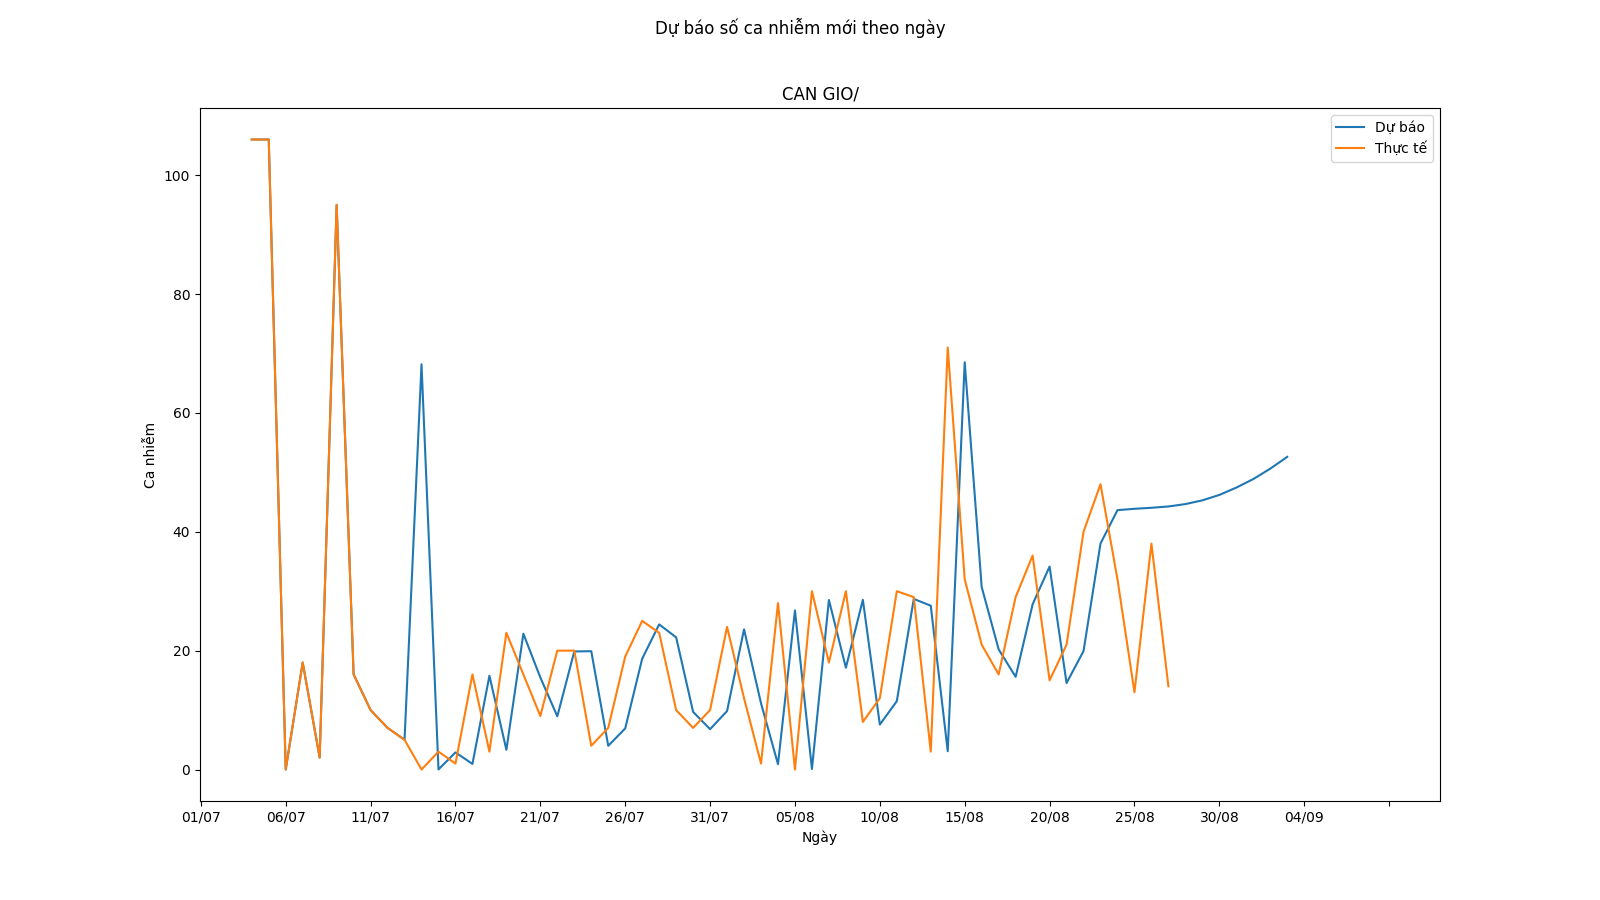 Dự báo số ca nhiễm mới theo ngày
CAN GIO/
Dự báo
Thực tế
100
80
60
40
20
0
Ca nhiễm
01/07 06/07 11/07 16/07 21/07 26/07 31/07 05/08 10/08 15/08 20/08 25/08 30/08 04/09
Ngày